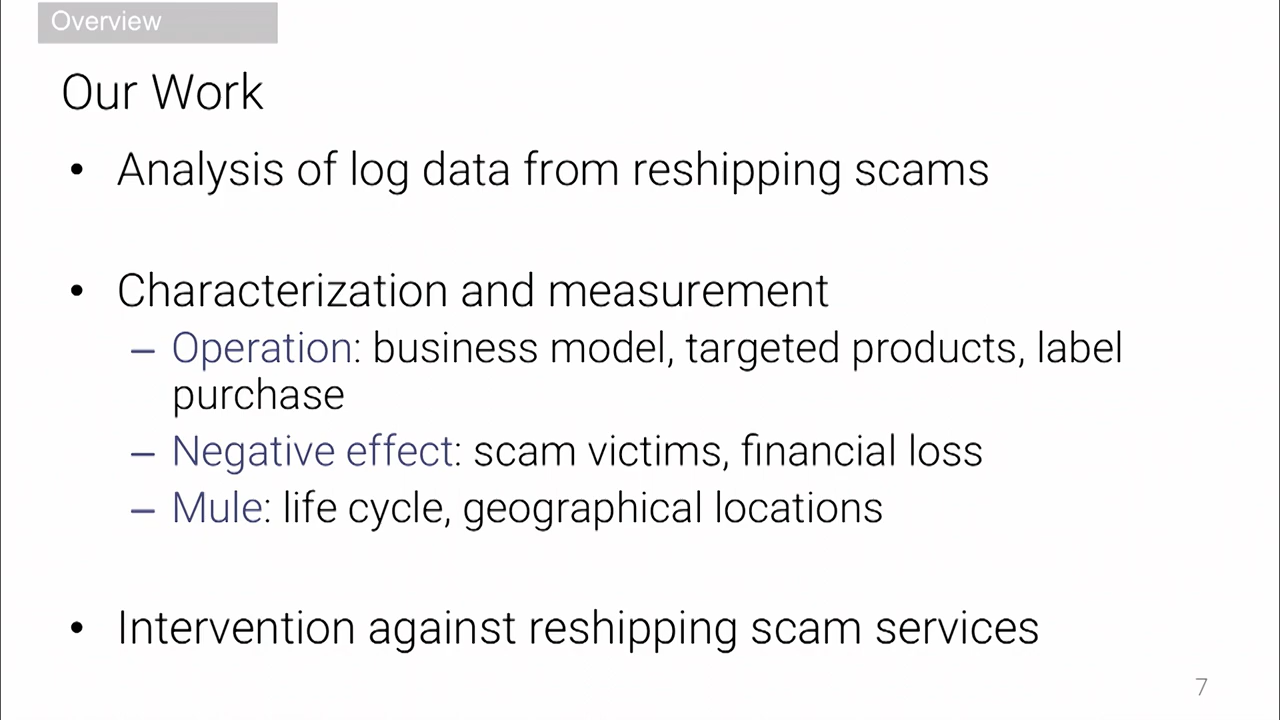 Overview
Our Work
• Analysis of log data from reshipping scams
• Characterization and measurement
– Operation: business model, targeted products, label
purchase
– Negative effect: scam victims, financial loss
– Mule: life cycle, geographical locations
• Intervention against reshipping scam services
7